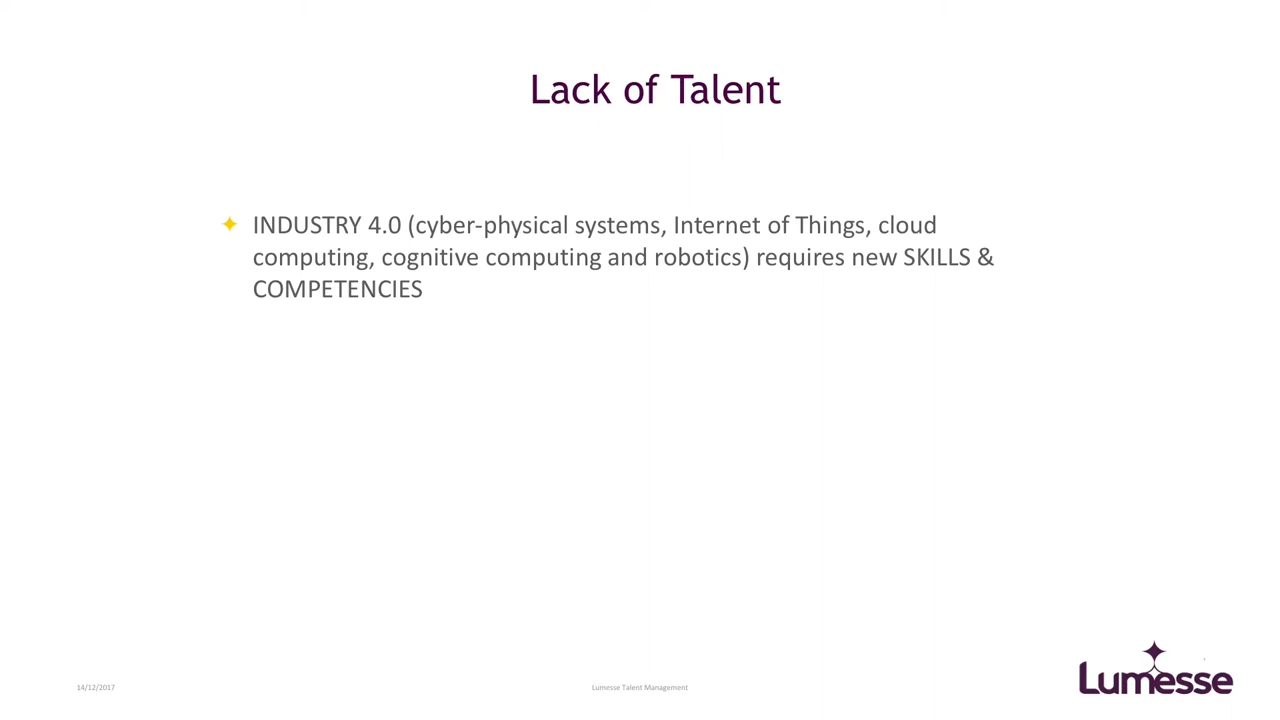 Lack of Talent
INDUSTRY 4.0 (cyber-physical systems, Internet of Things, cloud
computing, cognitive computing and robotics) requires new SKILLS &
COMPETENCIES
14/12/2017
Lumesse Talent Management
Lumesse